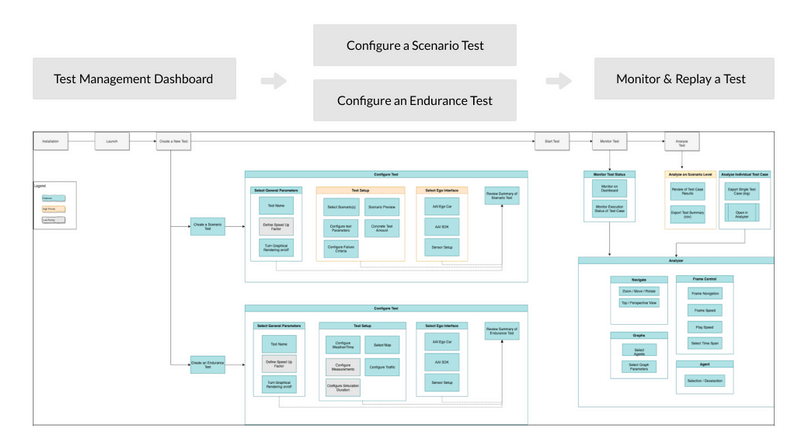 Configure a Scenario Test
Test Management Dashboard
Monitor & Replay a Test
Configure an Endurance Test
Installation
Launch
Create a New Test
Start Test
Monitor Test
Analyze
Test
Legend
Configure Test
Select General Parameters
Test Name
Define Speed Up
Factor
Turn Graphical
Rendering on/off
Test Setup
Select Scenario(s)
Scenario Preview
Configure test
Parameters
Test
Amount
Configure Failure
Criteria
Select Ego Interface
AAI Ego Car
AAI SDK
Sensor Setup
Review Summary of
Scenario Test
Create a Scenario
Test
Monitor Test Status
Monitor on
Dashboard
Monitor Execution
Status of Test Case
Analyze on Scenario Level
Review of Test Case
Results
Export Test Summary
(csv)
Analyze Individual Test Case
Export Single Test
Case (log)
Open in
Analyzer
Analyzer
Navigate
Zoom / Move / Rotate
Top / Perspective View
Graphs
Select
Agents
Select Graph
Parameters
Frame Control
Frame Navigation
Frame Speed
Play Speed
Select Time Span
Agent
Selection / Deselection
Configure Test
Select General Parameters
Test Name
Define Speed Up
Factor
Turn Graphical
Rendering on/off
Test Setup
Configure
Weather/Time
Select Map
Configure
Measurements
Configure Traffic
Configure Simulation
Duration
Select Ego Interface
AAI Ego Car
AAI SDK
Sensor Setup
Review Summary of
Endurance Test
Create an Endurance
Test